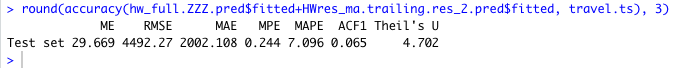 > round(accuracy(hw_full.ZZZ.pred$fitted+HWres_ma.trailing.res_2.pred$fitted, travel.ts), 3)
ME RMSE MAE MPE MAPE ACF1 Theil's U
Test set 29.669 4492.27 2002.108 0.244 7.096 0.065 4.702
>